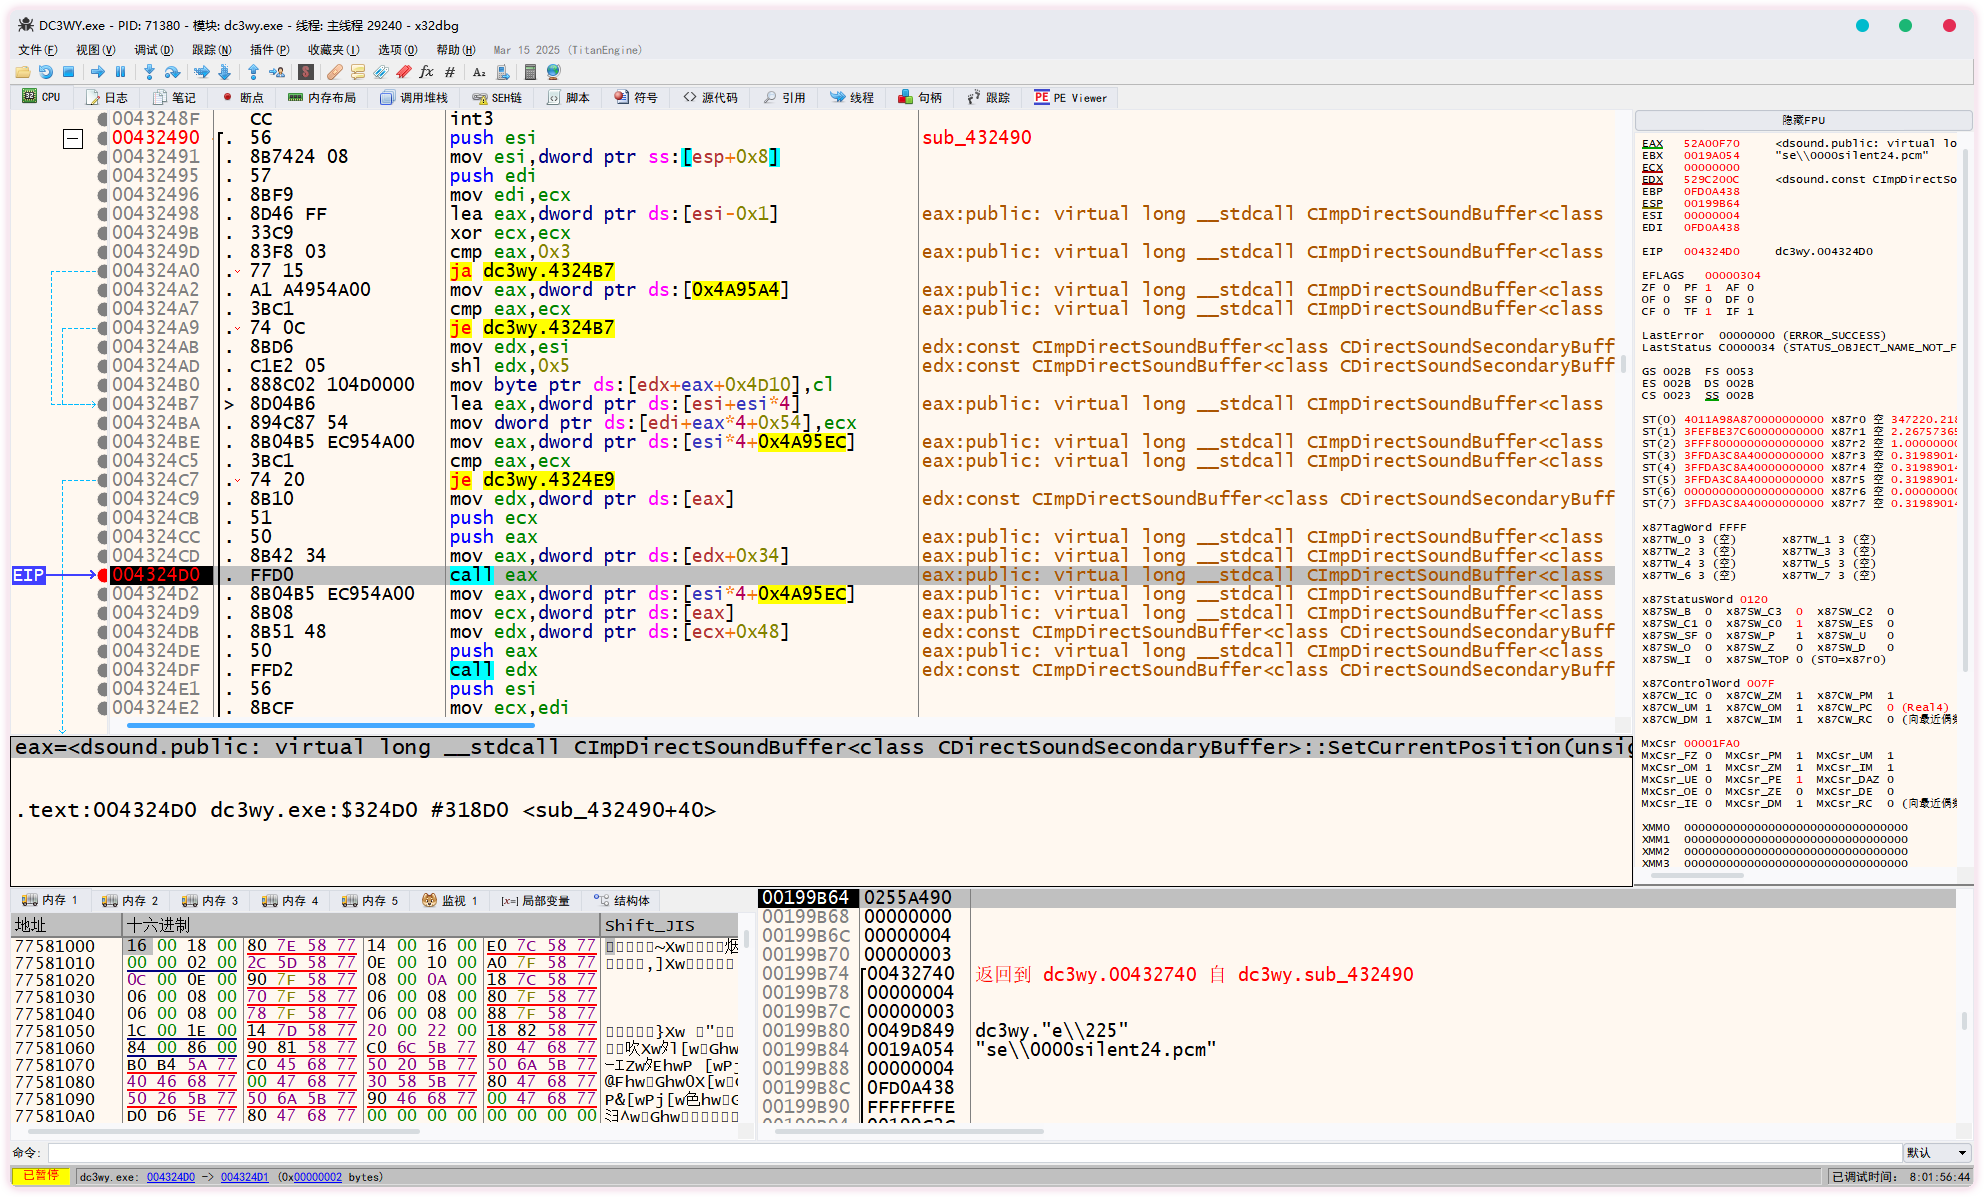 DC3WY.exe - PID: 71380 - 模块: dc3wy.exe - 线程: 主线程 29240 - x32dbg
文件(F) 视图(V) 调试(D) 跟踪(N) 插件(P) 收藏夹(I) 选项(O) 帮助(H) Mar 15 2025 (TitanEngine)
CPU 日志 笔记 断点 内存布局 调用堆栈 SEH链 脚本 符号 源代码 引用 线程 句柄 跟踪 PE PE Viewer
0043248F CC int3
00432490 . 56 push esi sub_432490
00432491 . 8B7424 08 mov esi,dword ptr ss:[esp+0x8]
00432495 . 57 push edi
00432496 . 8BF9 mov edi,ecx
00432498 . 8D46 FF lea eax,dword ptr ds:[esi-0x1] eax:public: virtual long __stdcall CImpDirectSoundBuffer<class
0043249B . 33C9 xor ecx,ecx
0043249D . 83F8 03 cmp eax,0x3 eax:public: virtual long __stdcall CImpDirectSoundBuffer<class
004324A0 . 77 15 ja dc3wy.4324B7
004324A2 . A1 A4954A00 mov eax,dword ptr ds:[0x4A95A4] eax:public: virtual long __stdcall CImpDirectSoundBuffer<class
004324A7 . 3BC1 cmp eax,ecx eax:public: virtual long __stdcall CImpDirectSoundBuffer<class
004324A9 . 74 0C je dc3wy.4324B7
004324AB . 8BD6 mov edx,esi edx:const CImpDirectSoundBuffer<class CDirectSoundSecondaryBuff
004324AD . C1E2 05 shl edx,0x5 edx:const CImpDirectSoundBuffer<class CDirectSoundSecondaryBuff
004324B0 . 888C02 104D0000 mov byte ptr ds:[edx+eax+0x4D10],cl
004324B7 > 8D04B6 lea eax,dword ptr ds:[esi+esi*4] eax:public: virtual long __stdcall CImpDirectSoundBuffer<class
004324BA . 894C87 54 mov dword ptr ds:[edi+eax*4+0x54],ecx
004324BE . 8B04B5 EC954A00 mov eax,dword ptr ds:[esi*4+0x4A95EC] eax:public: virtual long __stdcall CImpDirectSoundBuffer<class
004324C5 . 3BC1 cmp eax,ecx eax:public: virtual long __stdcall CImpDirectSoundBuffer<class
004324C7 . 74 20 je dc3wy.4324E9
004324C9 . 8B10 mov edx,dword ptr ds:[eax] edx:const CImpDirectSoundBuffer<class CDirectSoundSecondaryBuff
004324CB . 51 push ecx
004324CC . 50 push eax eax:public: virtual long __stdcall CImpDirectSoundBuffer<class
004324CD . 8B42 34 mov eax,dword ptr ds:[edx+0x34] eax:public: virtual long __stdcall CImpDirectSoundBuffer<class
EIP 004324D0 . FFD0 call eax eax:public: virtual long __stdcall CImpDirectSoundBuffer<class
004324D2 . 8B04B5 EC954A00 mov eax,dword ptr ds:[esi*4+0x4A95EC] eax:public: virtual long __stdcall CImpDirectSoundBuffer<class
004324D9 . 8B08 mov ecx,dword ptr ds:[eax] eax:public: virtual long __stdcall CImpDirectSoundBuffer<class
004324DB . 8B51 48 mov edx,dword ptr ds:[ecx+0x48] edx:const CImpDirectSoundBuffer<class CDirectSoundSecondaryBuff
004324DE . 50 push eax eax:public: virtual long __stdcall CImpDirectSoundBuffer<class
004324DF . FFD2 call edx edx:const CImpDirectSoundBuffer<class CDirectSoundSecondaryBuff
004324E1 . 56 push esi
004324E2 . 8BCF mov ecx,edi
eax=<dsound.public: virtual long __stdcall CImpDirectSoundBuffer<class CDirectSoundSecondaryBuffer>::SetCurrentPosition(unsig
.text:004324D0 dc3wy.exe:$324D0 #318D0 <sub_432490+40>
隐藏FPU
EAX 52A00F70 <dsound.public: virtual lo
EBX 0019A054 "se\\0000silent24.pcm"
ECX 00000000
EDX 529C200C <dsound.const CImpDirectSo
EBP 0FD0A438
ESP 00199B64
ESI 00000004
EDI 0FD0A438
EIP 004324D0 dc3wy.004324D0
EFLAGS 00000304
ZF 0 PF 1 AF 0
OF 0 SF 0 DF 0
CF 0 TF 1 IF 1
LastError 00000000 (ERROR_SUCCESS)
LastStatus C0000034 (STATUS_OBJECT_NAME_NOT_F
GS 002B FS 0053
ES 002B DS 002B
CS 0023 SS 002B
ST(0) 4011A98A870000000000 x87r0 空 347220.218
ST(1) 3FEFBE37C60000000000 x87r1 空 2.26757365
ST(2) 3FFF8000000000000000 x87r2 空 1.00000000
ST(3) 3FFDA3C8A40000000000 x87r3 空 0.31989014
ST(4) 3FFDA3C8A40000000000 x87r4 空 0.31989014
ST(5) 3FFDA3C8A40000000000 x87r5 空 0.31989014
ST(6) 00000000000000000000 x87r6 空 0.00000000
ST(7) 3FFDA3C8A40000000000 x87r7 空 0.31989014
x87TagWord FFFF
x87TW_0 3 (空) x87TW_1 3 (空)
x87TW_2 3 (空) x87TW_3 3 (空)
x87TW_4 3 (空) x87TW_5 3 (空)
x87TW_6 3 (空) x87TW_7 3 (空)
x87StatusWord 0120
x87SW_B 0 x87SW_C3 0 x87SW_C2 0
x87SW_C1 0 x87SW_C0 1 x87SW_ES 0
x87SW_SF 0 x87SW_P 1 x87SW_U 0
x87SW_O 0 x87SW_Z 0 x87SW_D 0
x87SW_I 0 x87SW_TOP 0 (ST0=x87r0)
x87ControlWord 007F
x87CW_IC 0 x87CW_ZM 1 x87CW_PM 1
x87CW_UM 1 x87CW_OM 1 x87CW_PC 0 (Real4)
x87CW_DM 1 x87CW_IM 1 x87CW_RC 0 (向最近偶
MxCsr 00001FA0
MxCsr_FZ 0 MxCsr_PM 1 MxCsr_UM 1
MxCsr_OM 1 MxCsr_ZM 1 MxCsr_IM 1
MxCsr_UE 0 MxCsr_PE 1 MxCsr_DAZ 0
MxCsr_OE 0 MxCsr_ZE 0 MxCsr_DE 0
MxCsr_IE 0 MxCsr_DM 1 MxCsr_RC 0 (向最近偶
XMM0 00000000000000000000000000000000
XMM1 00000000000000000000000000000000
XMM2 00000000000000000000000000000000
XMM3 00000000000000000000000000000000
内存 1 内存 2 内存 3 内存 4 内存 5 监视 1 [x=] 局部变量 结构体
地址 十六进制 Shift_JIS
77581000 16 00 18 00 80 7E 58 77 14 00 16 00 E0 7C 58 77
77581010 00 00 02 00 2C 5D 58 77 0E 00 10 00 A0 7F 58 77
77581020 0C 00 0E 00 90 7F 58 77 08 00 0A 00 18 7C 58 77
77581030 06 00 08 00 70 7F 58 77 06 00 08 00 80 7F 58 77
77581040 06 00 08 00 78 7F 58 77 06 00 08 00 88 7F 58 77
77581050 1C 00 1E 00 14 7D 58 77 20 00 22 00 18 82 58 77
77581060 84 00 86 00 90 81 58 77 C0 6C 5B 77 80 47 68 77
77581070 B0 B4 5A 77 C0 45 68 77 50 20 5B 77 50 6A 5B 77
77581080 40 46 68 77 00 47 68 77 30 58 5B 77 80 47 68 77
77581090 50 26 5B 77 50 6A 5B 77 90 46 68 77 00 47 68 77
775810A0 D0 D6 5E 77 80 47 68 77 00 00 00 00 00 00 00 00
00199B64 0255A490
00199B68 00000000
00199B6C 00000004
00199B70 00000003
00199B74 00432740 返回到 dc3wy.00432740 自 dc3wy.sub_432490
00199B78 00000004
00199B7C 00000003
00199B80 0049D849 dc3wy."e\\225"
00199B84 0019A054 "se\\0000silent24.pcm"
00199B88 00000004
00199B8C 0FD0A438
00199B90 FFFFFFFE
命令: 默认
已暂停 dc3wy.exe: 004324D0 -> 004324D1 (0x00000002 bytes) 已调试时间: 8:01:56:44